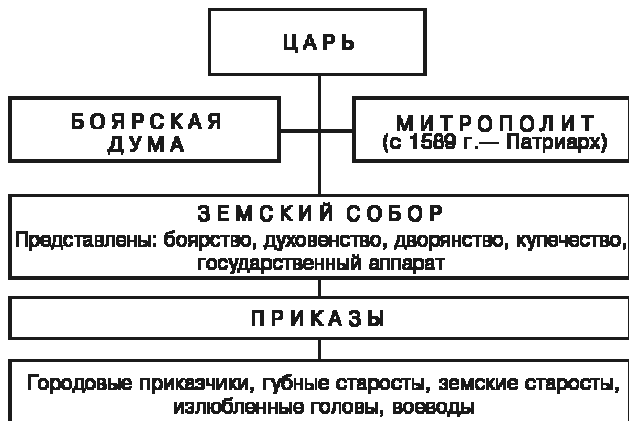 ЦАРЬ
БОЯРСКАЯ
ДУМА
МИТРОПОЛИТ
(с 1589 г.— Патриарх)
ЗЕМСКИЙ СОБОР
Представлены: боярство, духовенство, дворянство, купечество,
государственный аппарат
ПРИКАЗЫ
Городовые приказчики, губные старосты, земские старосты,
излюбленные головы, воеводы